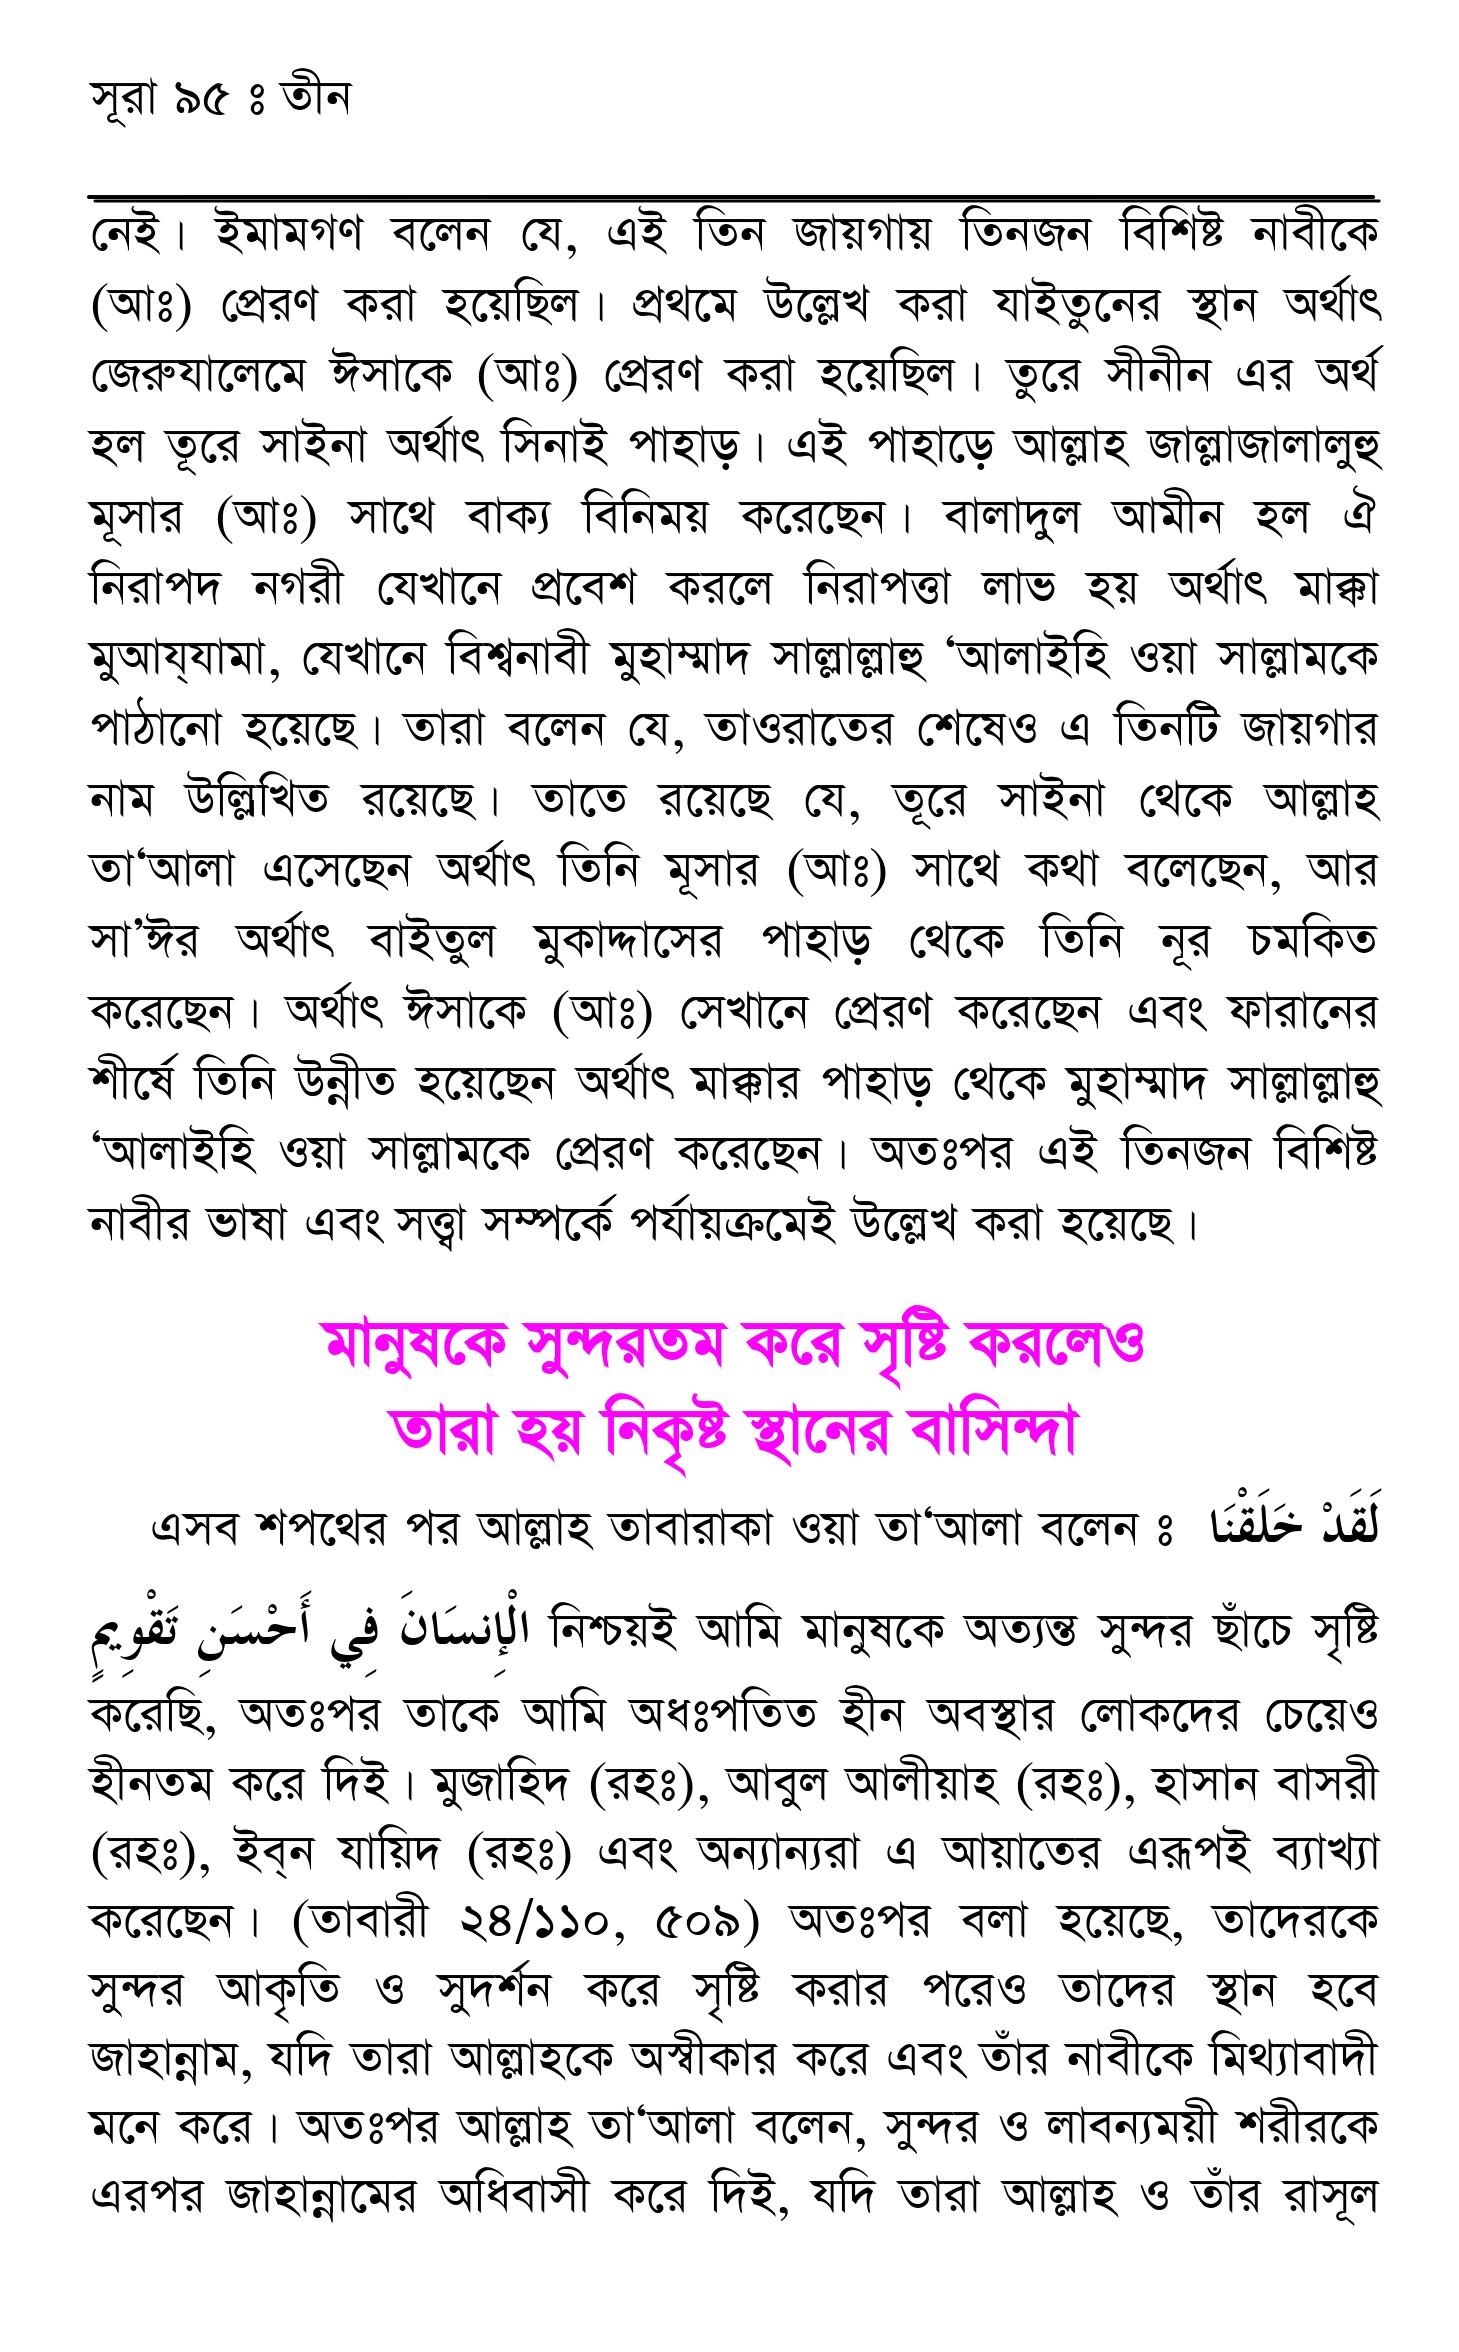 সূরা ৯৫ ঃ তীন
নেই। ইমামগণ বলেন যে, এই তিন জায়গায় তিনজন বিশিষ্ট নাবীকে
(আঃ) প্রেরণ করা হয়েছিল। প্রথমে উল্লেখ করা যাইতুনের স্থান অর্থাৎ
জেরুযালেমে ঈসাকে (আঃ) প্রেরণ করা হয়েছিল। তুরে সীনীন এর অর্থ
হল তূরে সাইনা অর্থাৎ সিনাই পাহাড়। এই পাহাড়ে আল্লাহ জাল্লাজালালুহু
মূসার (আঃ) সাথে বাক্য বিনিময় করেছেন। বালাদুল আমীন হল ঐ
নিরাপদ নগরী যেখানে প্রবেশ করলে নিরাপত্তা লাভ হয় অর্থাৎ মাক্কা
মুআয্‌যামা, যেখানে বিশ্বনাবী মুহাম্মাদ সাল্লাল্লাহু ‘আলাইহি ওয়া সাল্লামকে
পাঠানো হয়েছে। তারা বলেন যে, তাওরাতের শেষেও এ তিনটি জায়গার
নাম উল্লিখিত রয়েছে। তাতে রয়েছে যে, তূরে সাইনা থেকে আল্লাহ
তা‘আলা এসেছেন অর্থাৎ তিনি মূসার (আঃ) সাথে কথা বলেছেন, আর
সা’ঈর অর্থাৎ বাইতুল মুকাদ্দাসের পাহাড় থেকে তিনি নূর চমকিত
করেছেন। অর্থাৎ ঈসাকে (আঃ) সেখানে প্রেরণ করেছেন এবং ফারানের
শীর্ষে তিনি উন্নীত হয়েছেন অর্থাৎ মাক্কার পাহাড় থেকে মুহাম্মাদ সাল্লাল্লাহু
‘আলাইহি ওয়া সাল্লামকে প্রেরণ করেছেন। অতঃপর এই তিনজন বিশিষ্ট
নাবীর ভাষা এবং সত্ত্বা সম্পর্কে পর্যায়ক্রমেই উল্লেখ করা হয়েছে।
মানুষকে সুন্দরতম করে সৃষ্টি করলেও
তারা হয় নিকৃষ্ট স্থানের বাসিন্দা
এসব শপথের পর আল্লাহ তাবারাকা ওয়া তা‘আলা বলেন ঃ لَقَدْ خَلَقْنَا
الْإِنسَانَ فِي أَحْسَنِ تَقْوِيمٍ নিশ্চয়ই আমি মানুষকে অত্যন্ত সুন্দর ছাঁচে সৃষ্টি
করেছি, অতঃপর তাকে আমি অধঃপতিত হীন অবস্থার লোকদের চেয়েও
হীনতম করে দিই। মুজাহিদ (রহঃ), আবুল আলীয়াহ (রহঃ), হাসান বাসরী
(রহঃ), ইব্‌ন যায়িদ (রহঃ) এবং অন্যান্যরা এ আয়াতের এরূপই ব্যাখ্যা
করেছেন। (তাবারী ২৪/১১০, ৫০৯) অতঃপর বলা হয়েছে, তাদেরকে
সুন্দর আকৃতি ও সুদর্শন করে সৃষ্টি করার পরেও তাদের স্থান হবে
জাহান্নাম, যদি তারা আল্লাহকে অস্বীকার করে এবং তাঁর নাবীকে মিথ্যাবাদী
মনে করে। অতঃপর আল্লাহ তা‘আলা বলেন, সুন্দর ও লাবন্যময়ী শরীরকে
এরপর জাহান্নামের অধিবাসী করে দিই, যদি তারা আল্লাহ ও তাঁর রাসূল